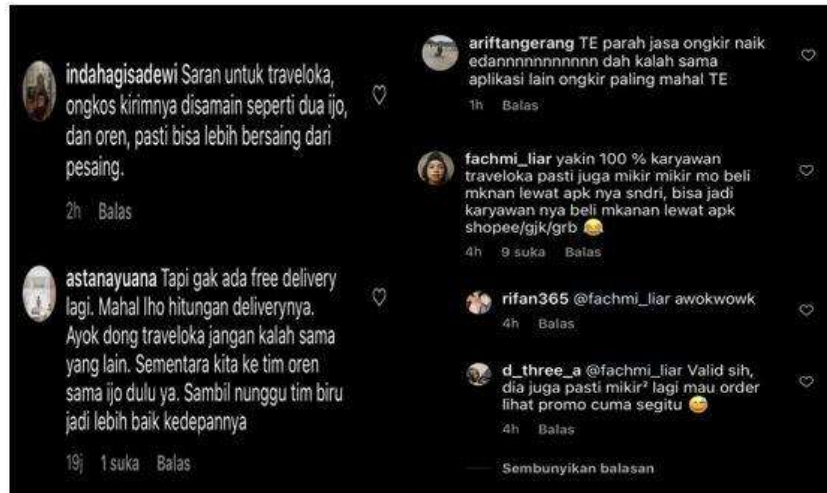 indahagisadewi Saran untuk traveloka,
ongkos kirimnya disamain seperti dua ijo,
dan oren, pasti bisa lebih bersaing dari
pesaing.
2h Balas
astanayuana Tapi gak ada free delivery
lagi. Mahal lho hitungan deliverynya.
Ayok dong traveloka jangan kalah sama
yang lain. Sementara kita ke tim oren
sama ijo dulu ya. Sambil nunggu tim biru
jadi lebih baik kedepannya
19j 1 suka Balas
ariftangerang TE parah jasa ongkir naik
edannnnnnnnnnnn dah kalah sama
aplikasi lain ongkir paling mahal TE
1h Balas
fachmi_liar yakin 100 % karyawan
traveloka pasti juga mikir mikir mo beli
mknan lewat apk nya sndri, bisa jadi
karyawan nya beli mkanan lewat apk
shopee/gjk/grb 😂
4h 9 suka Balas
rifan365 @fachmi_liar awokwowk
4h Balas
d_three_a @fachmi_liar Valid sih,
dia juga pasti mikir² lagi mau order
lihat promo cuma segitu 😅
4h Balas
Sembunyikan balasan